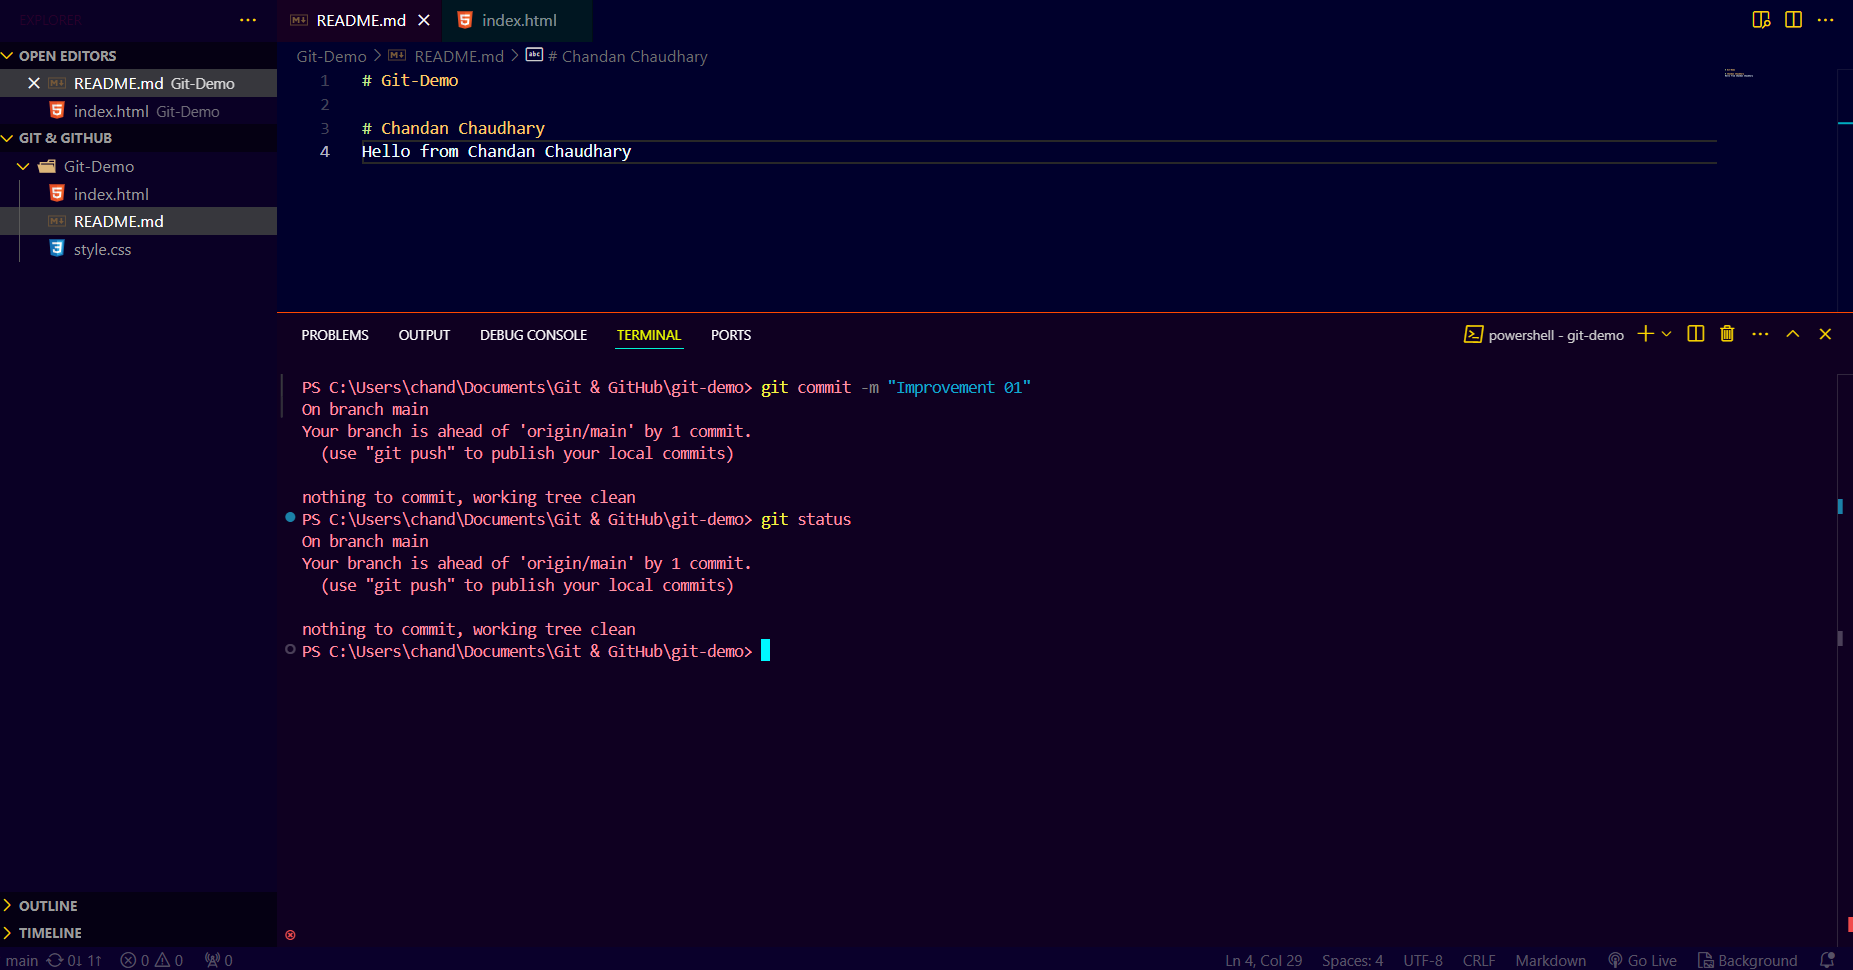 EXPLORER
README.md
index.html
OPEN EDITORS
README.md Git-Demo
index.html Git-Demo
GIT & GITHUB
Git-Demo
index.html
README.md
style.css
Git-Demo > README.md > # Chandan Chaudhary
1 # Git-Demo
2
3 # Chandan Chaudhary
4 Hello from Chandan Chaudhary
PROBLEMS OUTPUT DEBUG CONSOLE TERMINAL PORTS
powershell - git-demo
PS C:\Users\chand\Documents\Git & GitHub\git-demo> git commit -m "Improvement 01"
On branch main
Your branch is ahead of 'origin/main' by 1 commit.
(use "git push" to publish your local commits)
nothing to commit, working tree clean
PS C:\Users\chand\Documents\Git & GitHub\git-demo> git status
On branch main
Your branch is ahead of 'origin/main' by 1 commit.
(use "git push" to publish your local commits)
nothing to commit, working tree clean
PS C:\Users\chand\Documents\Git & GitHub\git-demo>
OUTLINE
TIMELINE
main 0↓ 1↑ 0 0 0 Ln 4, Col 29 Spaces: 4 UTF-8 CRLF Markdown Go Live Background